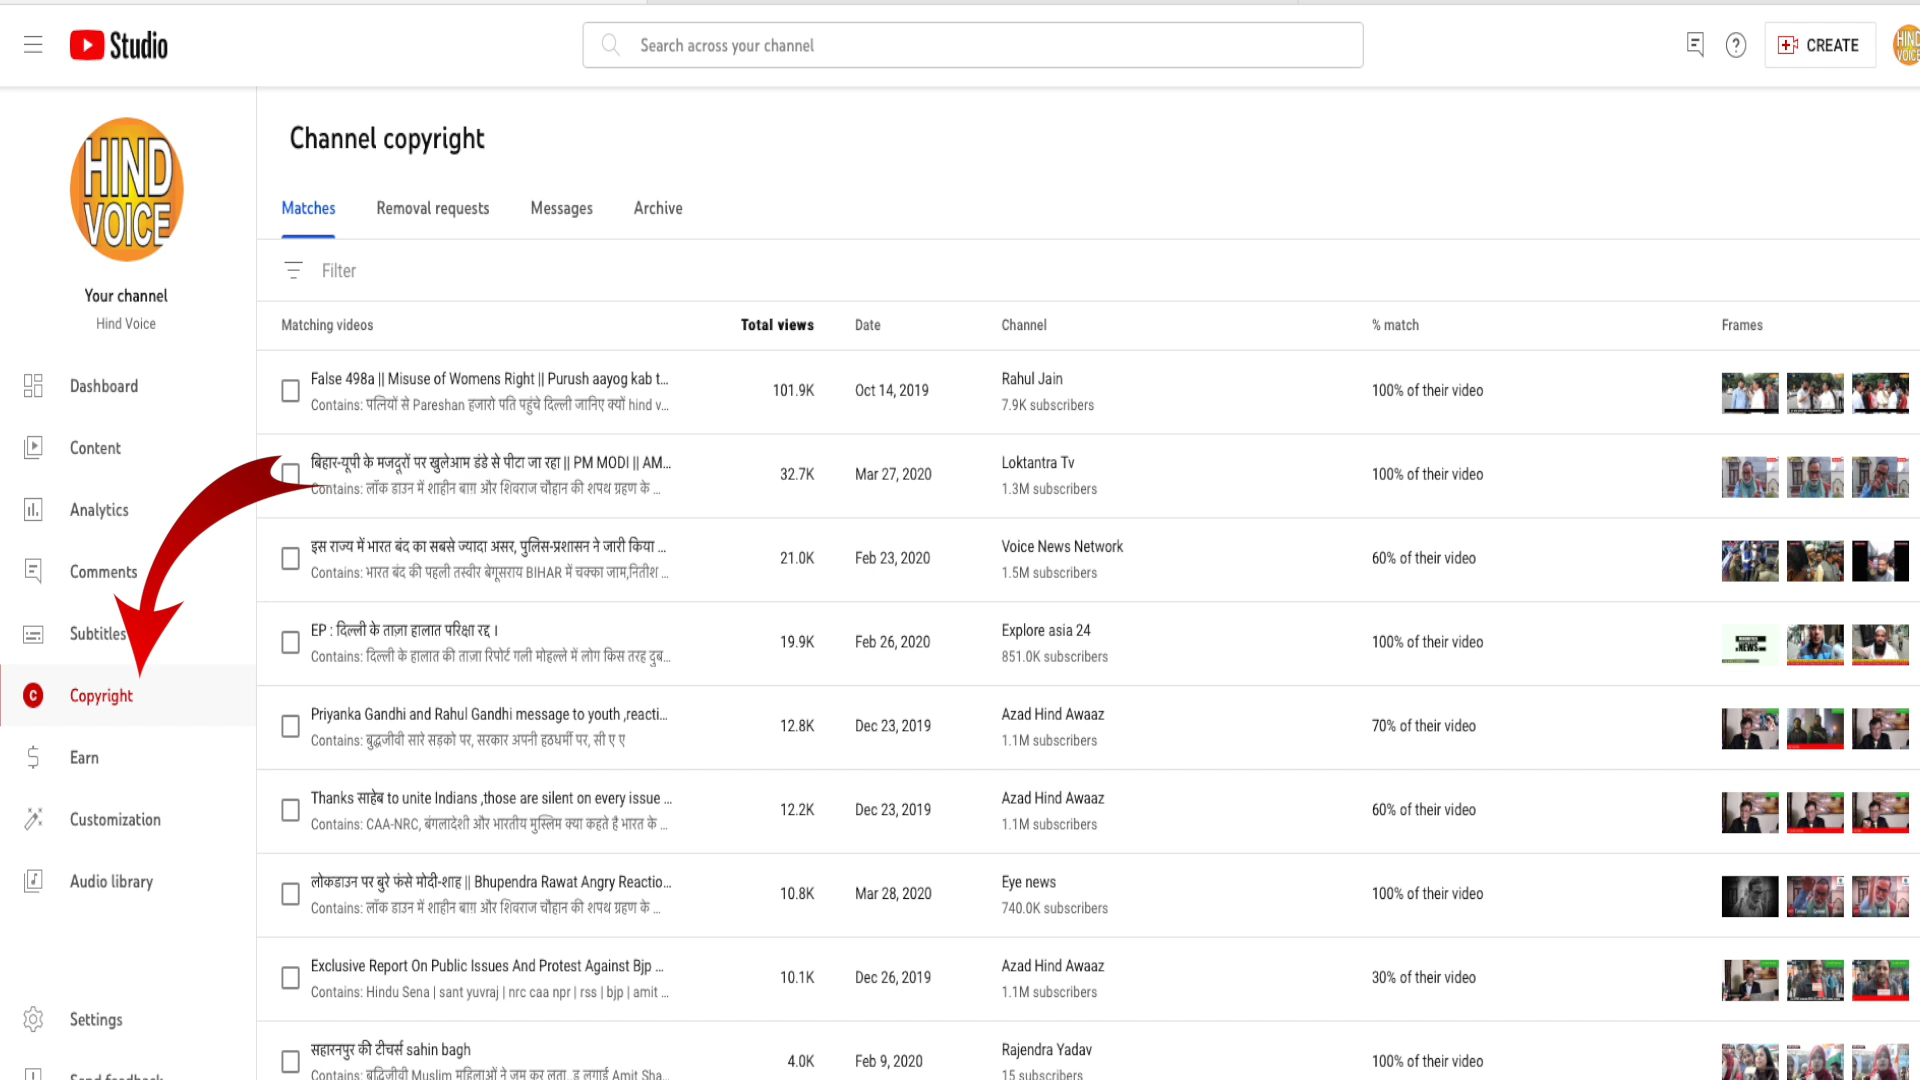 Studio
Search across your channel
CREATE
HIND
VOICE
HIND
VOICE
Your channel
Hind Voice
Dashboard
Content
Analytics
Comments
Subtitles
Copyright
Earn
Customization
Audio library
Settings
Send feedback
Channel copyright
Matches Removal requests Messages Archive
Filter
Matching videos Total views Date Channel % match Frames
False 498a || Misuse of Womens Right || Purush aayog kab t...
Contains: पत्नियों से Pareshan हजारो पति पहुंचे दिल्ली जानिए क्यों hind v...
101.9K Oct 14, 2019
Rahul Jain
7.9K subscribers
100% of their video
बिहार-यूपी के मजदूरों पर खुलेआम डंडे से पीटा जा रहा || PM MODI || AM...
Contains: लॉक डाउन में शाहीन बाग़ और शिवराज चौहान की शपथ ग्रहण के ...
32.7K Mar 27, 2020
Loktantra Tv
1.3M subscribers
100% of their video
इस राज्य में भारत बंद का सबसे ज्यादा असर, पुलिस-प्रशासन ने जारी किया ...
Contains: भारत बंद की पहली तस्वीर बेगूसराय BIHAR में चक्का जाम,नितीश ...
21.0K Feb 23, 2020
Voice News Network
1.5M subscribers
60% of their video
EP : दिल्ली के ताज़ा हालात परिक्षा रद्द ।
Contains: दिल्ली के हालात की ताजा रिपोर्ट गली मोहल्ले में लोग किस तरह दुब...
19.9K Feb 26, 2020
Explore asia 24
851.0K subscribers
100% of their video
Priyanka Gandhi and Rahul Gandhi message to youth ,reacti...
Contains: बुद्धजीवी सारे सड़को पर, सरकार अपनी हठधर्मी पर, सी ए ए
12.8K Dec 23, 2019
Azad Hind Awaaz
1.1M subscribers
70% of their video
Thanks साहेब to unite Indians ,those are silent on every issue ...
Contains: CAA-NRC, बंगलादेशी और भारतीय मुस्लिम क्या कहते है भारत के ...
12.2K Dec 23, 2019
Azad Hind Awaaz
1.1M subscribers
60% of their video
लोकडाउन पर बुरे फंसे मोदी-शाह || Bhupendra Rawat Angry Reactio...
Contains: लॉक डाउन में शाहीन बाग़ और शिवराज चौहान की शपथ ग्रहण के ...
10.8K Mar 28, 2020
Eye news
740.0K subscribers
100% of their video
Exclusive Report On Public Issues And Protest Against Bjp ...
Contains: Hindu Sena | sant yuvraj | nrc caa npr | rss | bjp | amit ...
10.1K Dec 26, 2019
Azad Hind Awaaz
1.1M subscribers
30% of their video
सहारनपुर की टीचर्स sahin bagh
Contains: बुद्धिजीवी Muslim महिलाओं ने जम कर लगाई Amit Sha...
4.0K Feb 9, 2020
Rajendra Yadav
15 subscribers
100% of their video